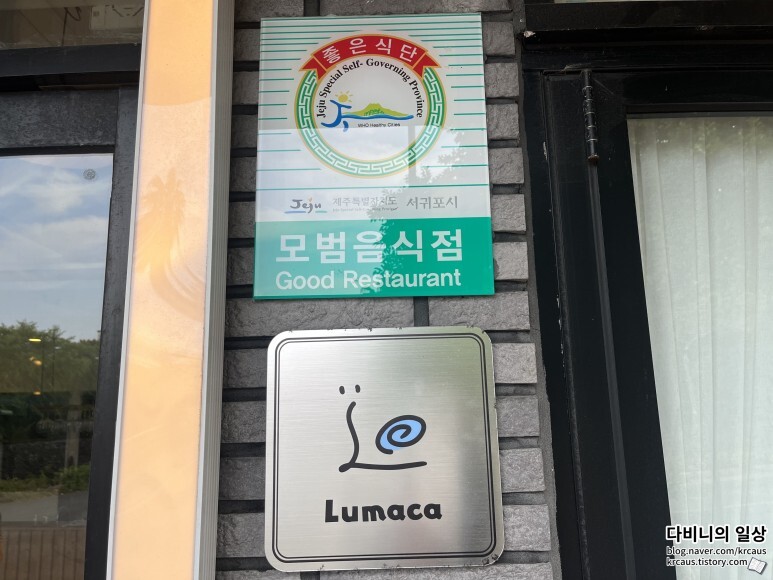 좋은식단
Jeju Special Self- Governing Province
WHO Healthy Cities
Jeju 제주특별자치도 서귀포시
모범음식점
Good Restaurant
Lumaca
다비니의 일상
blog.naver.com/krcaus
krcaus.tistory.com